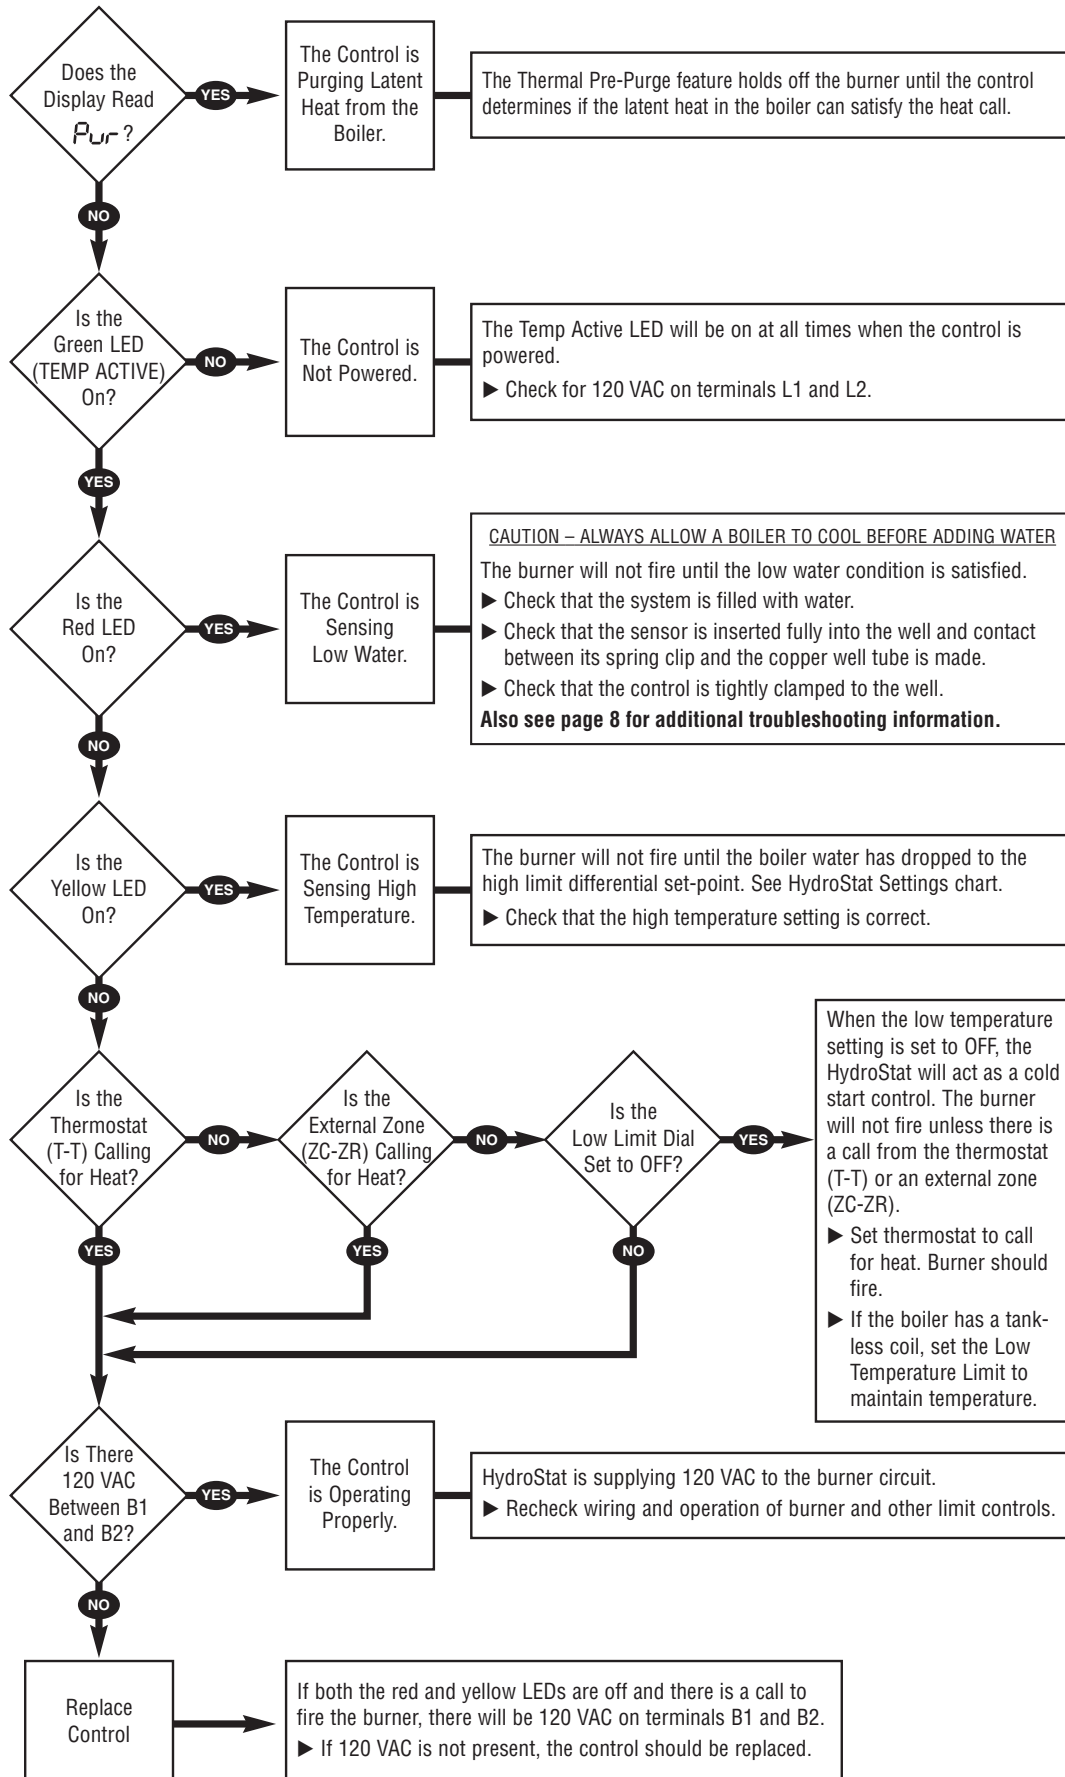 Does the
Display Read
Pur ?
YES
The Control is
Purging Latent
Heat from the
Boiler.
The Thermal Pre-Purge feature holds off the burner until the control
determines if the latent heat in the boiler can satisfy the heat call.
NO
Is the
Green LED
(TEMP ACTIVE)
On?
NO
The Control is
Not Powered.
The Temp Active LED will be on at all times when the control is
powered.
▶ Check for 120 VAC on terminals L1 and L2.
YES
Is the
Red LED
On?
YES
The Control is
Sensing
Low Water.
CAUTION – ALWAYS ALLOW A BOILER TO COOL BEFORE ADDING WATER
The burner will not fire until the low water condition is satisfied.
▶ Check that the system is filled with water.
▶ Check that the sensor is inserted fully into the well and contact
between its spring clip and the copper well tube is made.
▶ Check that the control is tightly clamped to the well.
Also see page 8 for additional troubleshooting information.
NO
Is the
Yellow LED
On?
YES
The Control is
Sensing High
Temperature.
The burner will not fire until the boiler water has dropped to the
high limit differential set-point. See HydroStat Settings chart.
▶ Check that the high temperature setting is correct.
NO
Is the
Thermostat
(T-T) Calling
for Heat?
NO
Is the
External Zone
(ZC-ZR) Calling
for Heat?
NO
Is the
Low Limit Dial
Set to OFF?
YES
When the low temperature
setting is set to OFF, the
HydroStat will act as a cold
start control. The burner
will not fire unless there is
a call from the thermostat
(T-T) or an external zone
(ZC-ZR).
▶ Set thermostat to call
for heat. Burner should
fire.
▶ If the boiler has a tank-
less coil, set the Low
Temperature Limit to
maintain temperature.
YES
YES
NO
Is There
120 VAC
Between B1
and B2?
YES
The Control
is Operating
Properly.
HydroStat is supplying 120 VAC to the burner circuit.
▶ Recheck wiring and operation of burner and other limit controls.
NO
Replace
Control
If both the red and yellow LEDs are off and there is a call to
fire the burner, there will be 120 VAC on terminals B1 and B2.
▶ If 120 VAC is not present, the control should be replaced.